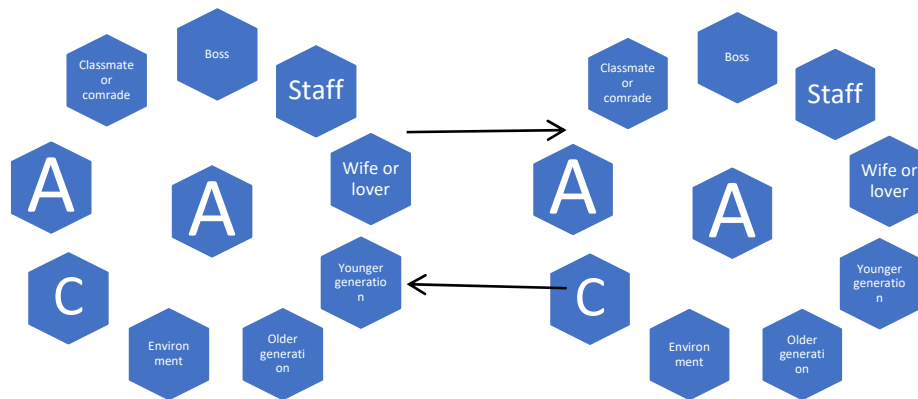 Boss
Classmate
or
comrade
Staff
A
A
Wife or
lover
C
Younger
generatio
n
Environ
ment
Older
generati
on
Boss
Classmate
or
comrade
Staff
A
A
Wife or
lover
C
Younger
generatio
n
Environ
ment
Older
generati
on